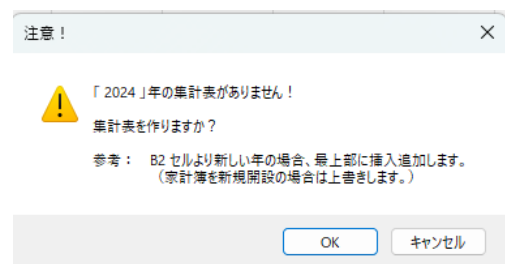 注意！
「 2024 」年の集計表がありません！
集計表を作りますか？
参考： B2 セルより新しい年の場合、最上部に挿入追加します。
（家計簿を新規開設の場合は上書きします。）
OK キャンセル